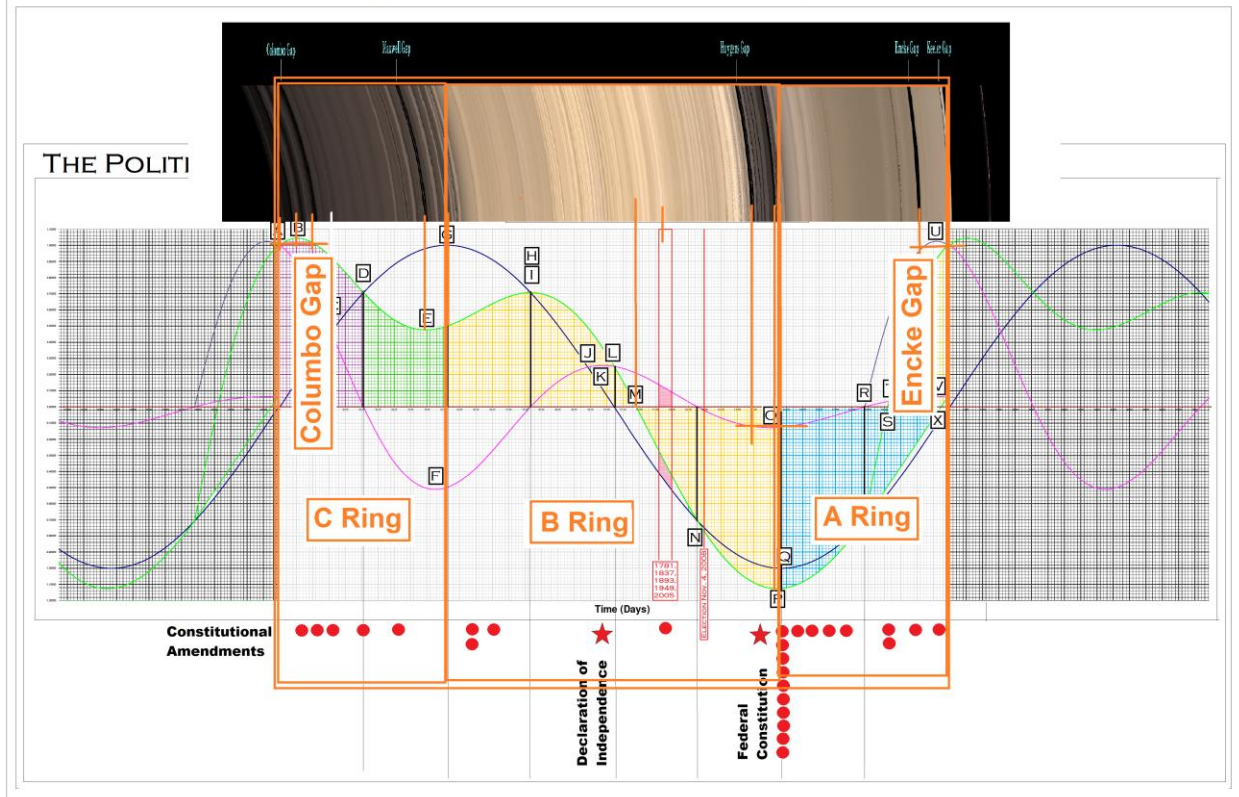 Colombo Gap
Maxwell Gap
Huygens Gap
Encke Gap
Keeler Gap
THE POLITI
B
G
U
H
I
D
E
J
L
K
M
R
O
V
S
X
F
N
Q
P
Columbo Gap
Encke Gap
C Ring
B Ring
A Ring
1781,
1837,
1893,
1949,
2005
ELECTION Nov. 4, 2008
Time (Days)
Constitutional
Amendments
Declaration of
Independence
Federal
Constitution